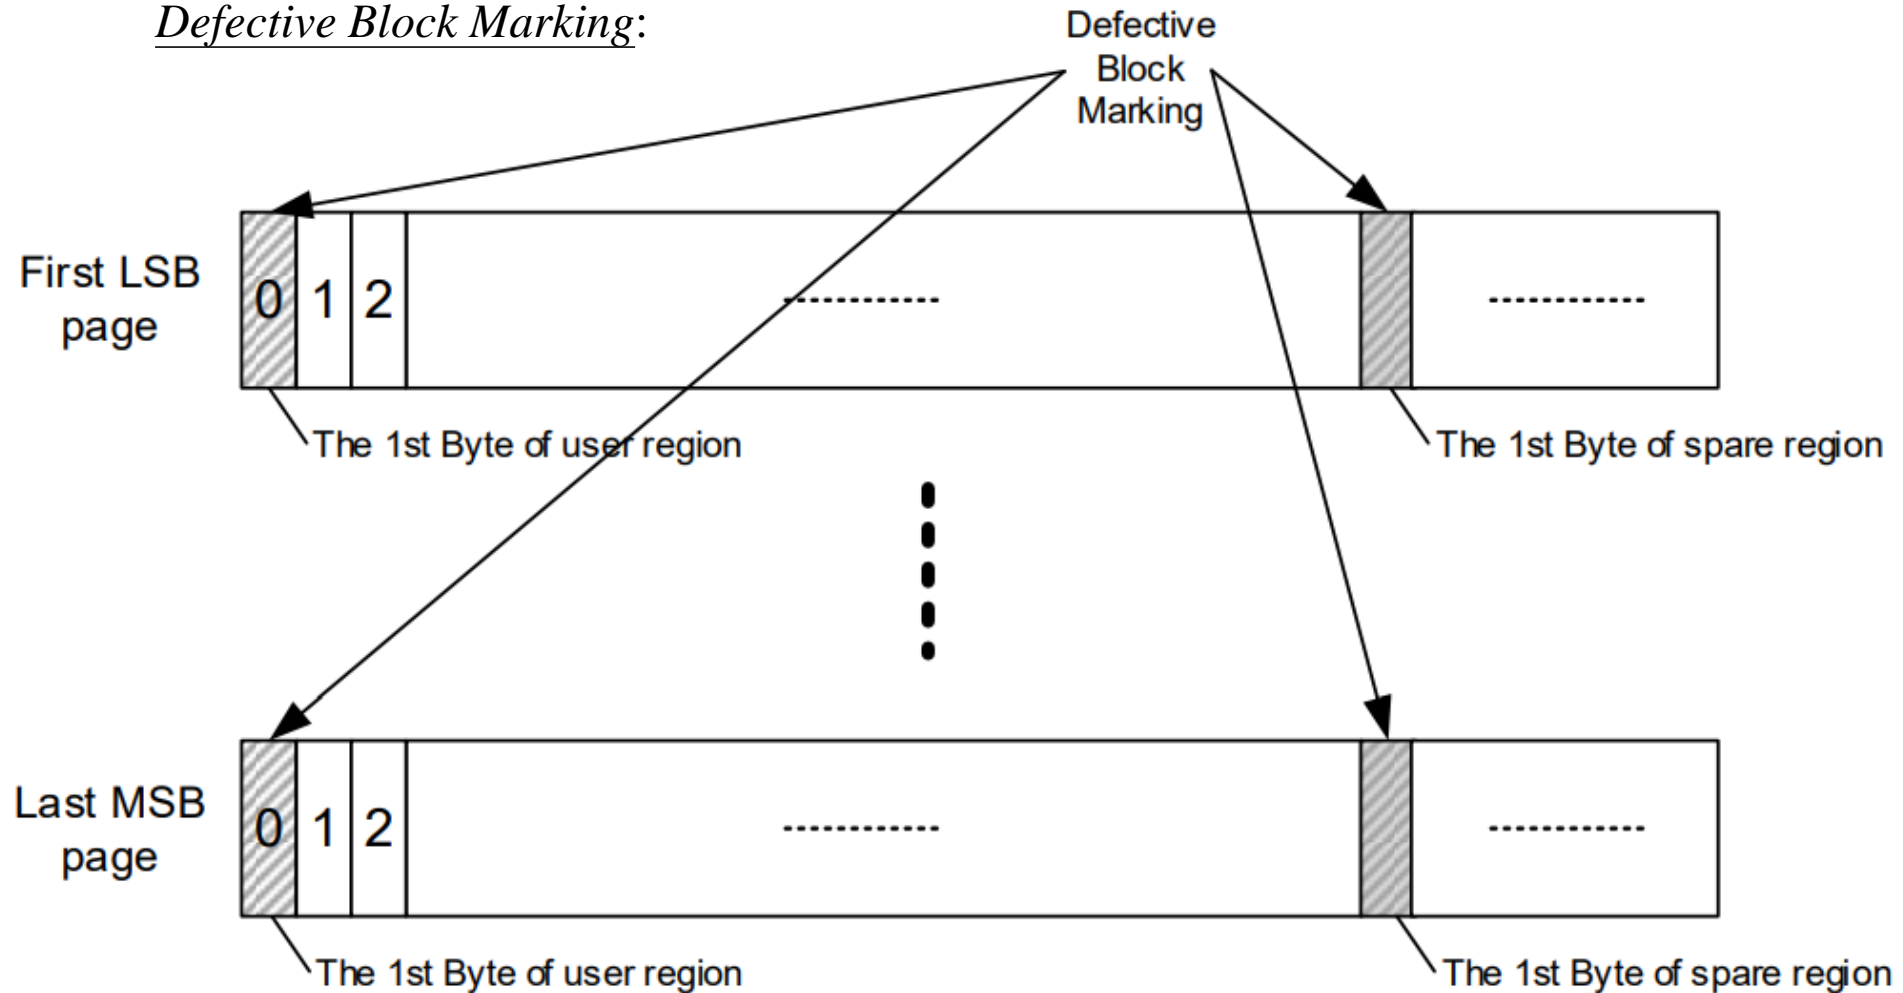 Defective Block Marking:
Defective
Block
Marking
First LSB
page
0 1 2
The 1st Byte of user region
The 1st Byte of spare region
Last MSB
page
0 1 2
The 1st Byte of user region
The 1st Byte of spare region